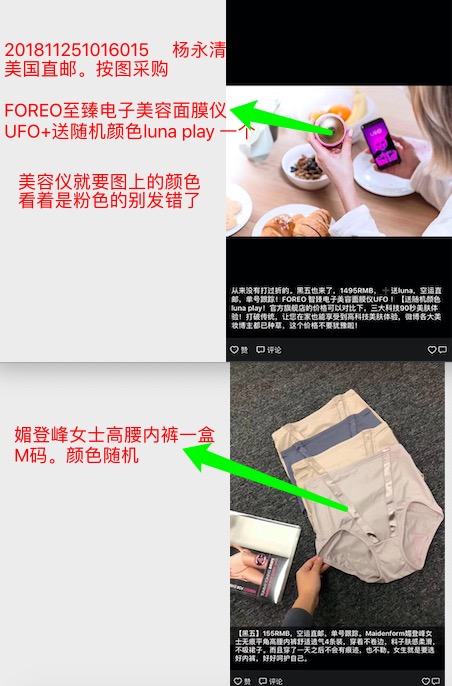 201811251016015 杨永清
美国直邮。按图采购
FOREO至臻电子美容面膜仪
UFO+送随机颜色luna play 一个
美容仪就要图上的颜色
看着是粉色的别发错了
从来没有打过折的。黑五也来了，1495RMB，➕送luna，空运直
邮，单号跟踪！FOREO 智臻电子美容面膜仪UFO ！【送随机颜色
luna play！官方旗舰店的价格可以对比下，三大科技90秒美肤体
验！打破传统，让您在家也能享受到高科技美肤体验，微博各大美
妆博主都已种草，这个价格不要犹豫啦！
赞 评论
媚登峰女士高腰内裤一盒
M码。颜色随机
【黑五】155RMB，空运直邮，单号跟踪。Maidenform媚登峰女
士无痕平角高腰内裤舒适透气4条装，穿着不卷边，料子肤感柔滑，
不吸裙子。而且穿了一天之后不会有痕迹，也不勒。女生就是要选
好内裤，好好呵护自己。
赞 评论